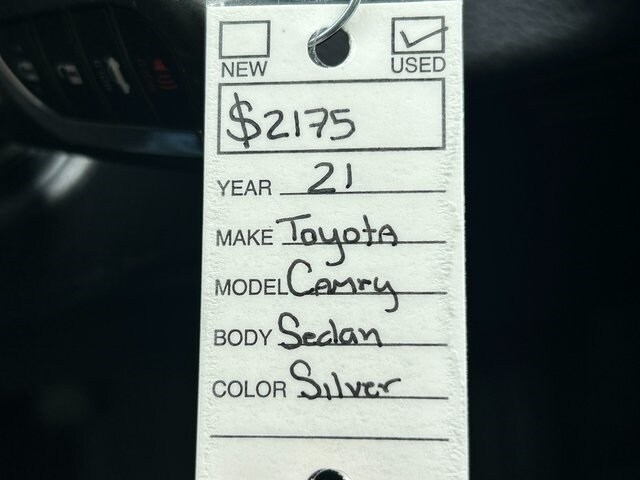 NEW USED
$2175
YEAR 21
MAKE Toyota
MODEL Camry
BODY Sedan
COLOR Silver